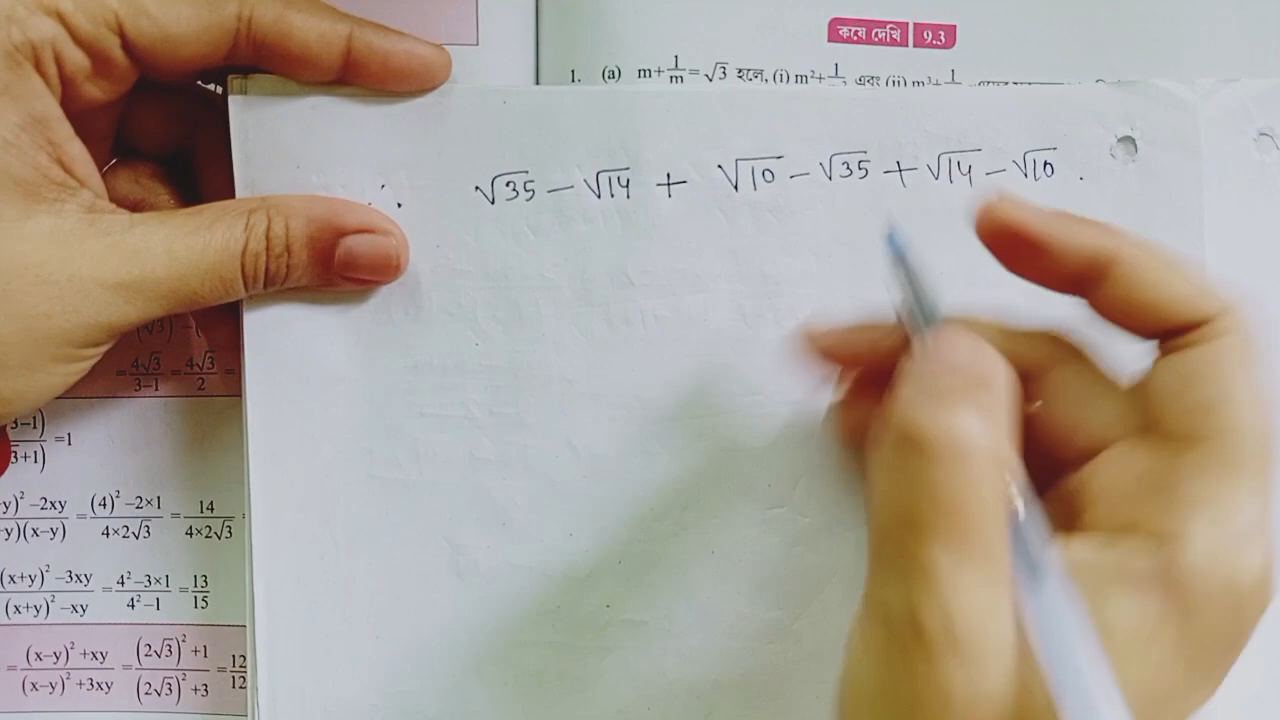 কষে দেখি 9.3
1. (a) m+1/m=√3 হলে, (i) m²+1/ এবং (ii) m³+1/
∴ √35 – √14 + √10 – √35 + √14 – √10 .
(√3) –(
= 4√3/3–1 = 4√3/2 =
3–1)/3+1) =1
y)² –2xy/y)(x–y) = (4)² –2×1/4×2√3 = 14/4×2√3 =
(x+y)² –3xy/(x+y)² –xy = 4²–3×1/4²–1 = 13/15
= (x–y)² +xy/(x–y)² +3xy = (2√3)² +1/(2√3)² +3 = 12/12